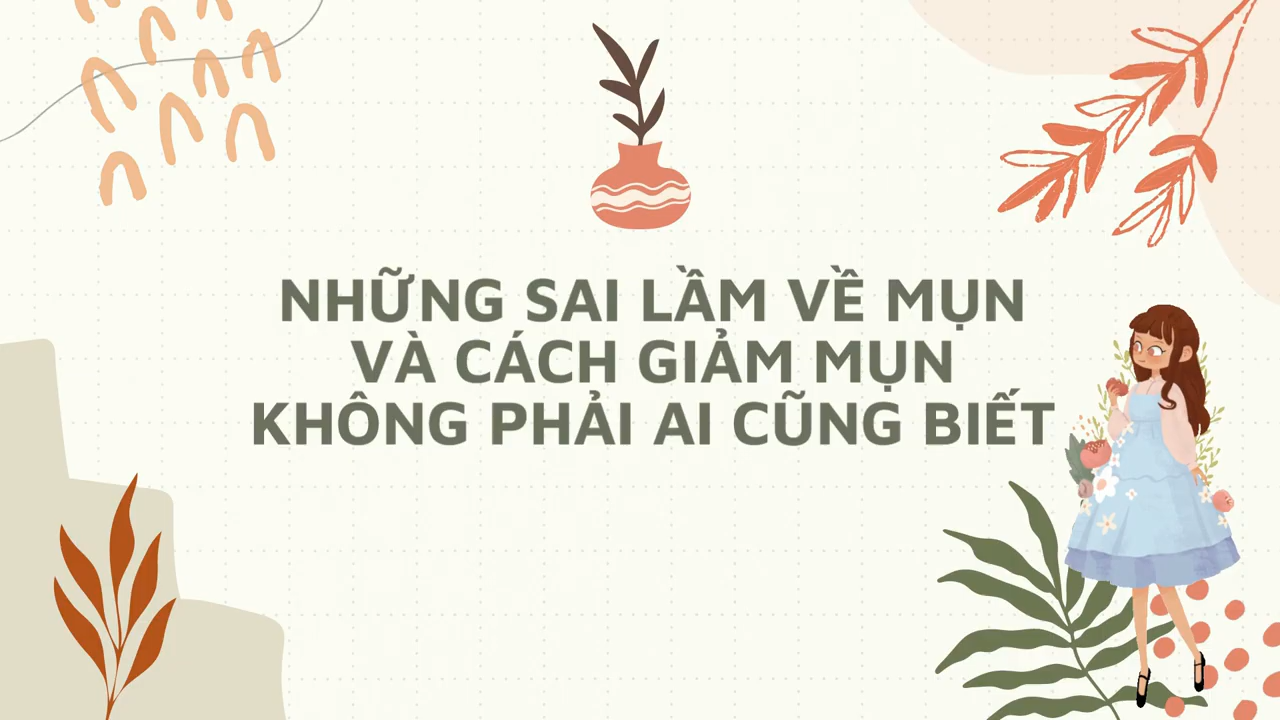 NHỮNG SAI LẦM VỀ MỤN
VÀ CÁCH GIẢM MỤN
KHÔNG PHẢI AI CŨNG BIẾT